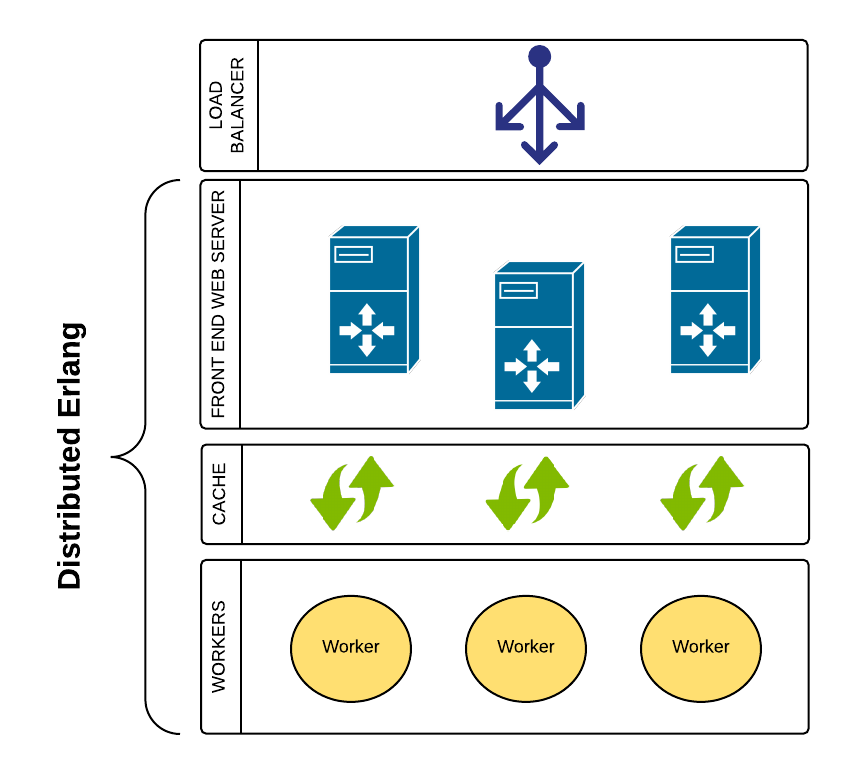 LOAD
BALANCER
Distributed Erlang
FRONT END WEB SERVER
CACHE
WORKERS
Worker
Worker
Worker